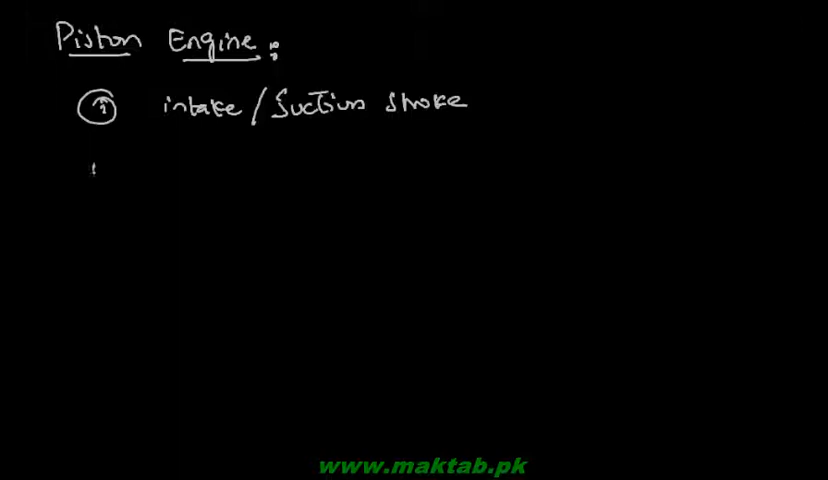 Piston Engine :
① intake / Suction stroke
www.maktab.pk